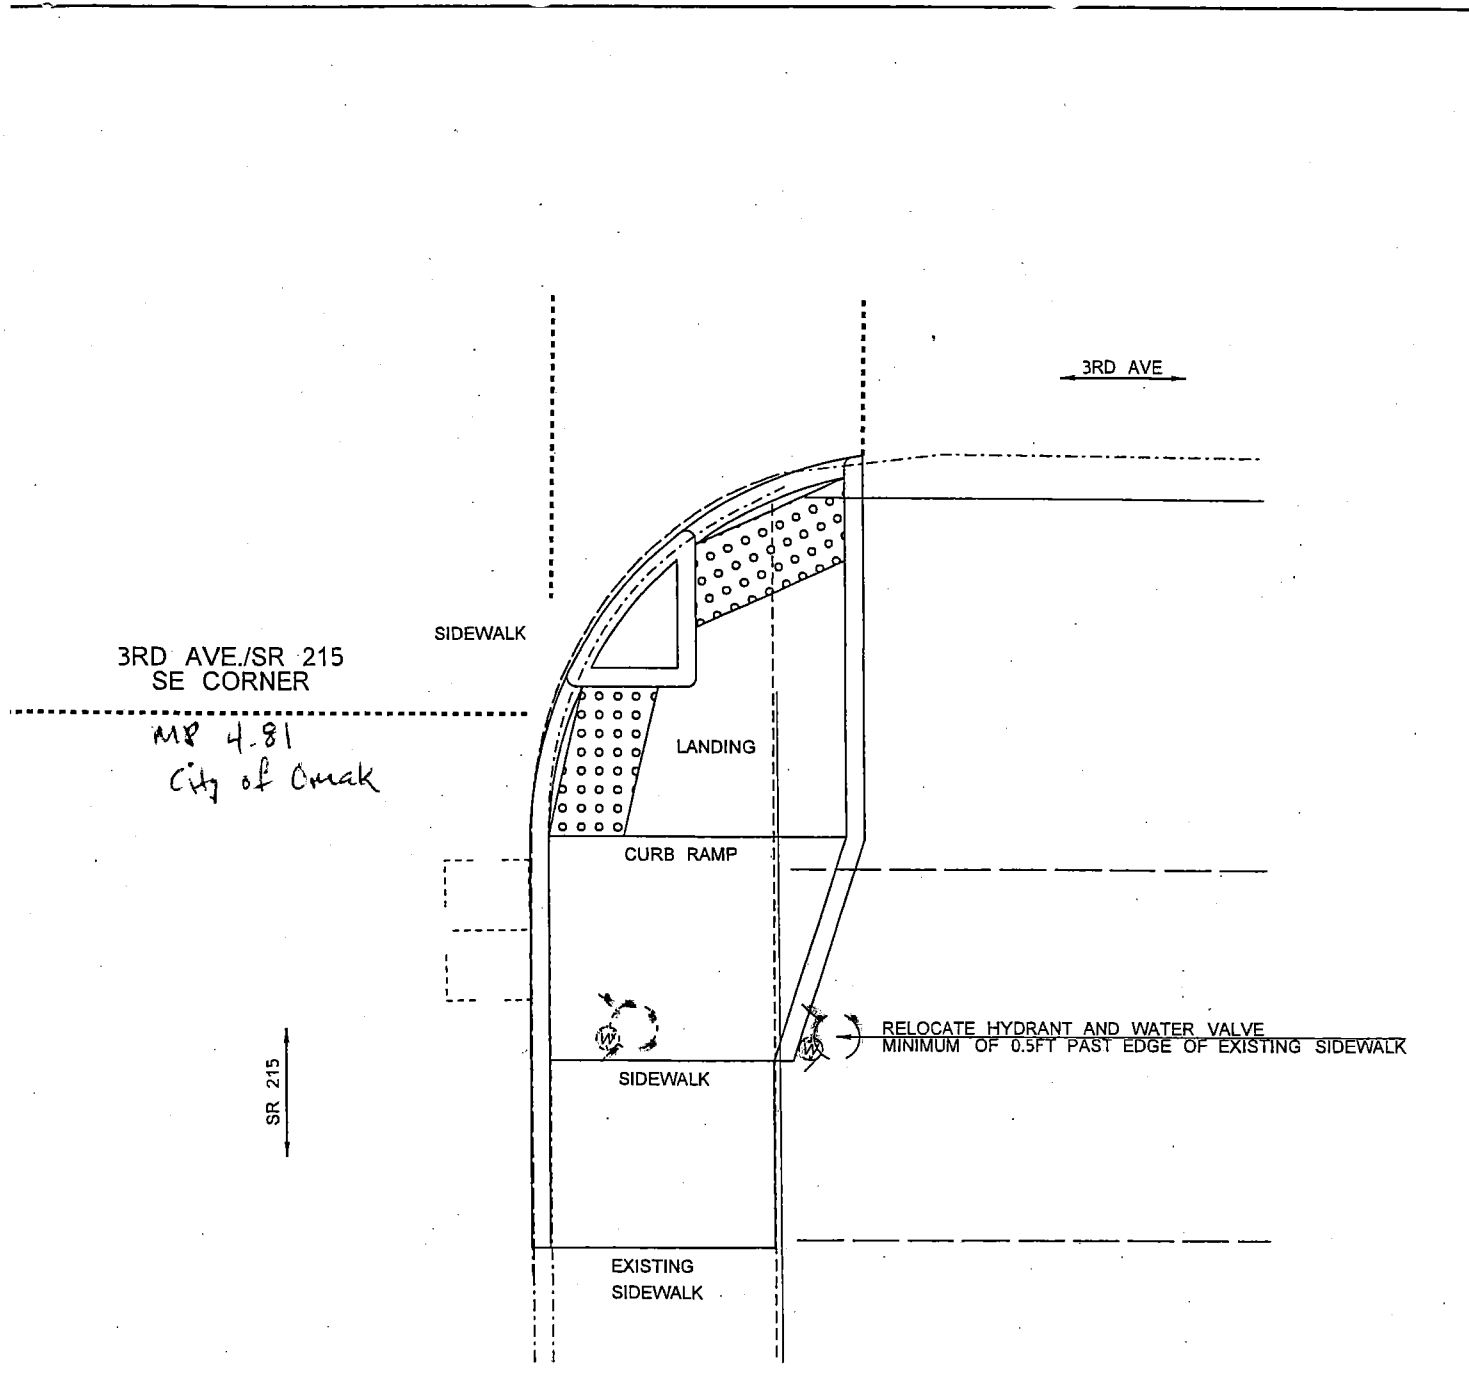 3RD AVE
SIDEWALK
3RD AVE./SR 215
SE CORNER
MP 4.81
City of Omak
LANDING
CURB RAMP
W
W
RELOCATE HYDRANT AND WATER VALVE
MINIMUM OF 0.5FT PAST EDGE OF EXISTING SIDEWALK
SIDEWALK
SR 215
EXISTING
SIDEWALK